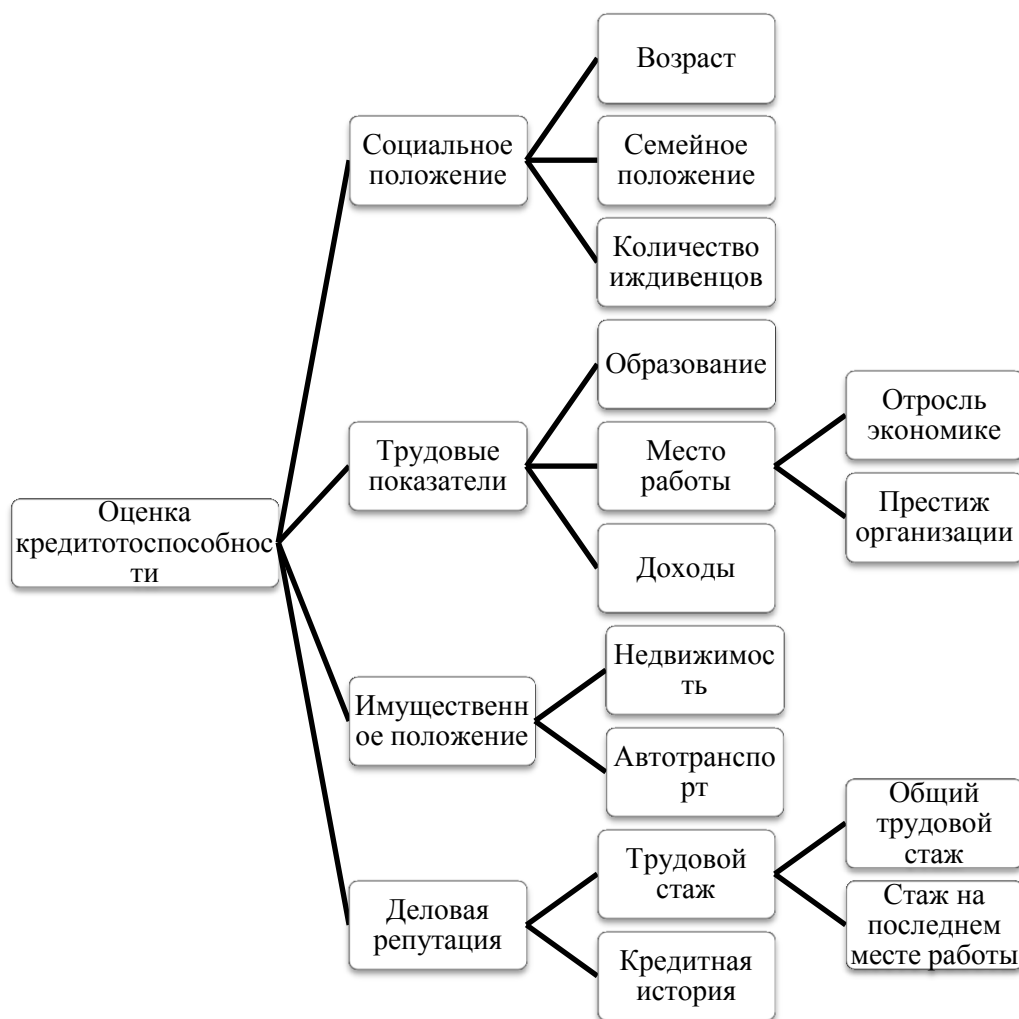 Возраст
Социальное
положение
Семейное
положение
Количество
иждивенцов
Образование
Трудовые
показатели
Место
работы
Отросль
экономике
Престиж
организации
Доходы
Оценка
кредитотоспособнос
ти
Недвижимос
ть
Имущественн
ое положение
Автотранспо
рт
Деловая
репутация
Трудовой
стаж
Общий
трудовой
стаж
Стаж на
последнем
месте работы
Кредитная
история